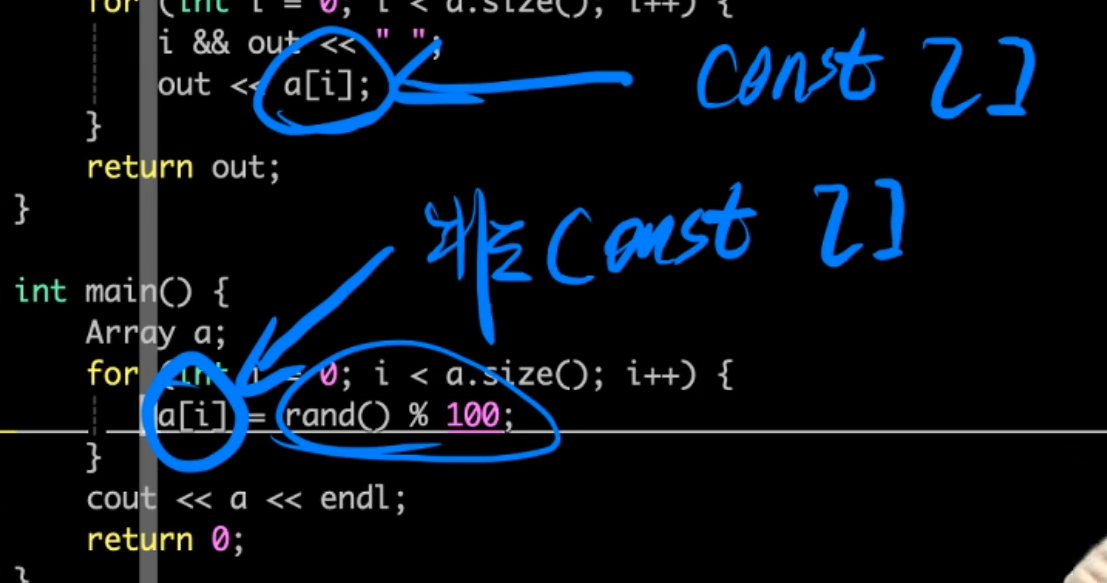 for (int i = 0; i < a.size(); i++) {
i && out << " ";
out << a[i];
const []
}
return out;
}
非const []
int main() {
Array a;
for (int i = 0; i < a.size(); i++) {
a[i] = rand() % 100;
}
cout << a << endl;
return 0;
}